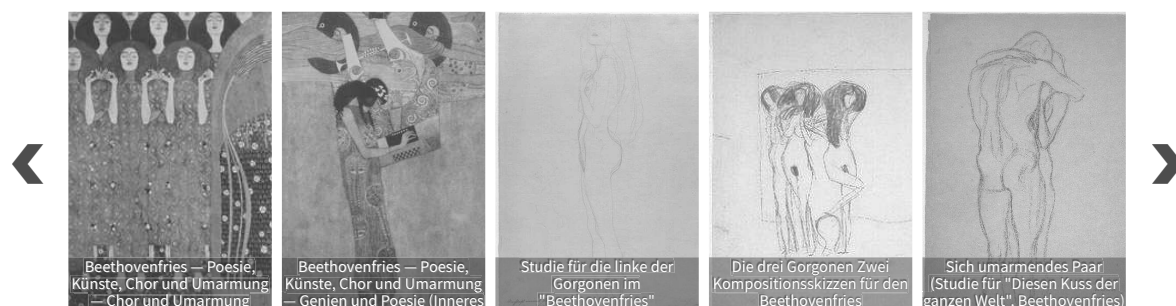 Beethovenfries — Poesie,
Künste, Chor und Umarmung
— Chor und Umarmung
Beethovenfries — Poesie,
Künste, Chor und Umarmung
— Genien und Poesie (Inneres
Studie für die linke der
Gorgonen im
"Beethovenfries"
Die drei Gorgonen Zwei
Kompositionsskizzen für den
Beethovenfries
Sich umarmendes Paar
(Studie für "Diesen Kuss der
ganzen Welt", Beethovenfries)